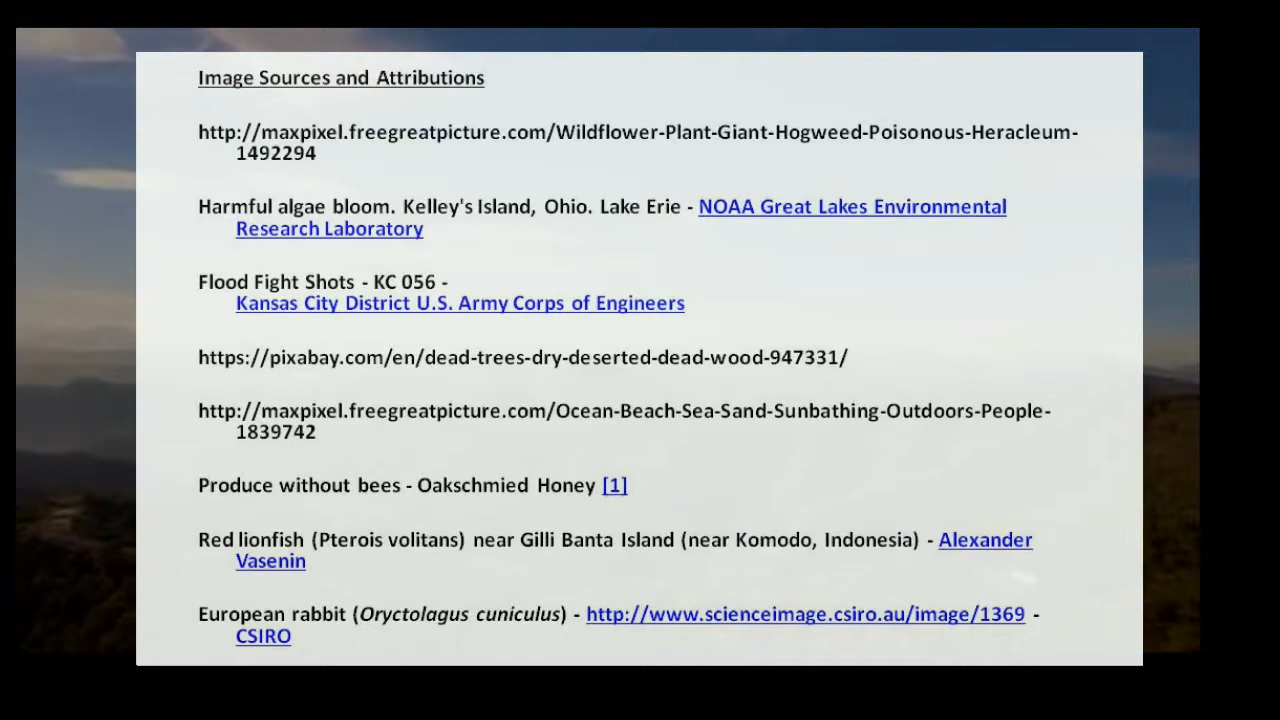 Image Sources and Attributions
http://maxpixel.freegreatpicture.com/Wildflower-Plant-Giant-Hogweed-Poisonous-Heracleum-
1492294
Harmful algae bloom. Kelley's Island, Ohio. Lake Erie - NOAA Great Lakes Environmental
Research Laboratory
Flood Fight Shots - KC 056 -
Kansas City District U.S. Army Corps of Engineers
https://pixabay.com/en/dead-trees-dry-deserted-dead-wood-947331/
http://maxpixel.freegreatpicture.com/Ocean-Beach-Sea-Sand-Sunbathing-Outdoors-People-
1839742
Produce without bees - Oakschmied Honey [1]
Red lionfish (Pterois volitans) near Gilli Banta Island (near Komodo, Indonesia) - Alexander
Vasenin
European rabbit (Oryctolagus cuniculus) - http://www.scienceimage.csiro.au/image/1369 -
CSIRO